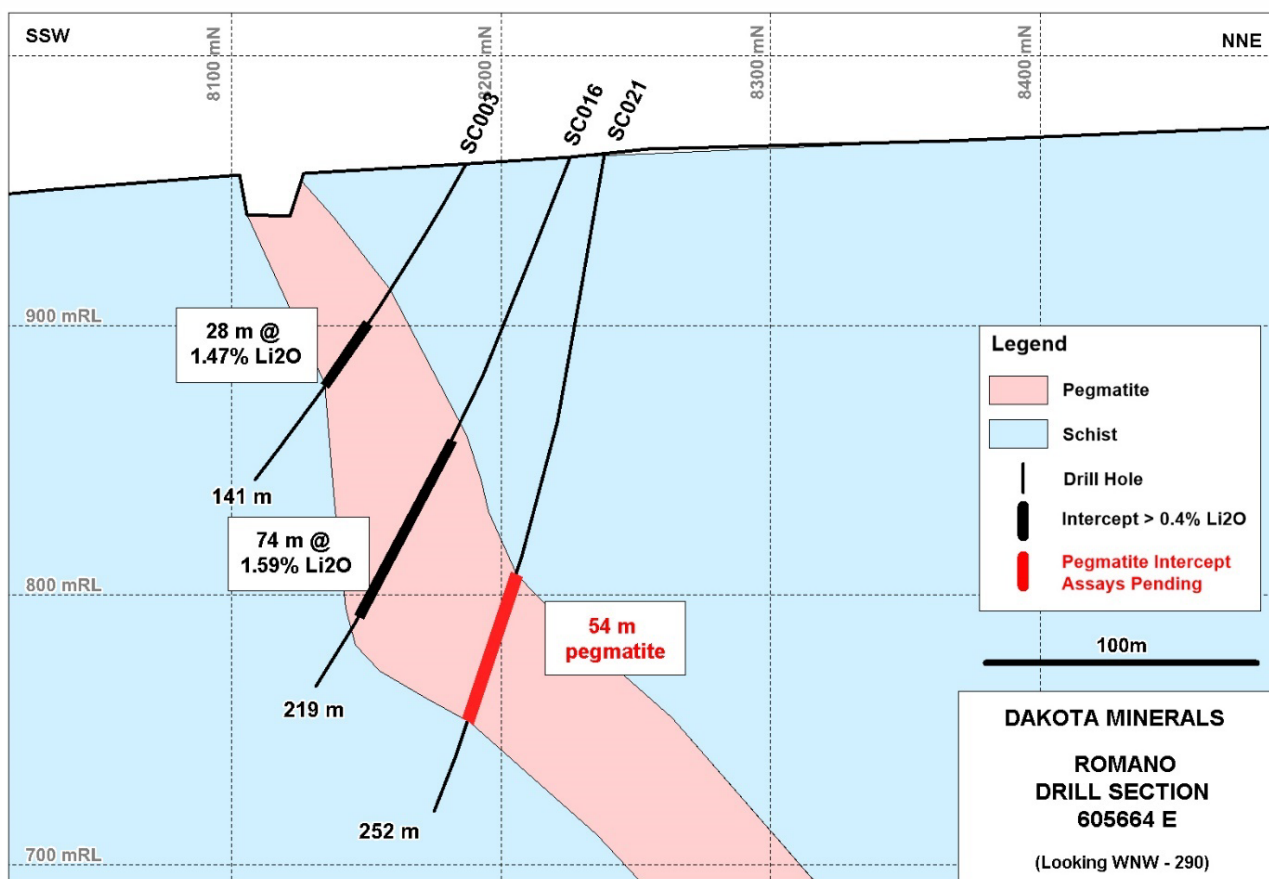 SSW
8100 mN
8200 mN
8300 mN
8400 mN
NNE
SC003
SC016
SC021
900 mRL
28 m @
1.47% Li2O
141 m
74 m @
1.59% Li2O
800 mRL
54 m
pegmatite
219 m
252 m
700 mRL
Legend
Pegmatite
Schist
Drill Hole
Intercept > 0.4% Li2O
Pegmatite Intercept
Assays Pending
100m
DAKOTA MINERALS
ROMANO
DRILL SECTION
605664 E
(Looking WNW - 290)